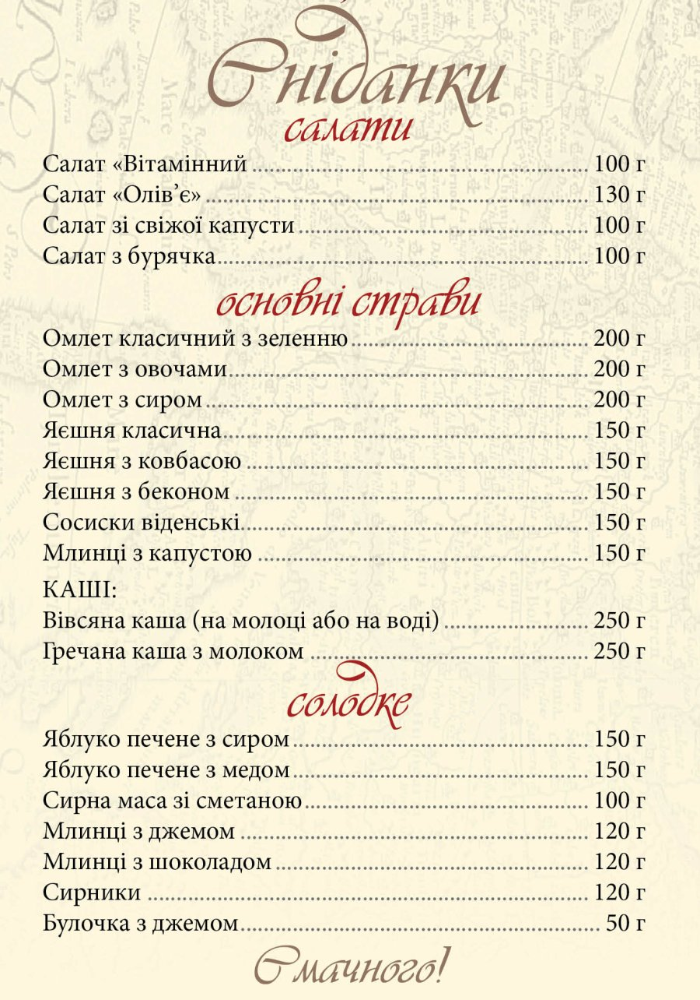 Сніданки
салати
Салат «Вітамінний ........ 100 г
Салат «Олів’є» ........ 130 г
Салат зі свіжої капусти ........ 100 г
Салат з бурячка ........ 100 г
основні страви
Омлет класичний з зеленню ........ 200 г
Омлет з овочами ........ 200 г
Омлет з сиром ........ 200 г
Яєшня класична ........ 150 г
Яєшня з ковбасою ........ 150 г
Яєшня з беконом ........ 150 г
Сосиски віденські ........ 150 г
Млинці з капустою ........ 150 г
КАШІ:
Вівсяна каша (на молоці або на воді) ........ 250 г
Гречана каша з молоком ........ 250 г
солодке
Яблуко печене з сиром ........ 150 г
Яблуко печене з медом ........ 150 г
Сирна маса зі сметаною ........ 100 г
Млинці з джемом ........ 120 г
Млинці з шоколадом ........ 120 г
Сирники ........ 120 г
Булочка з джемом ........ 50 г
Смачного!